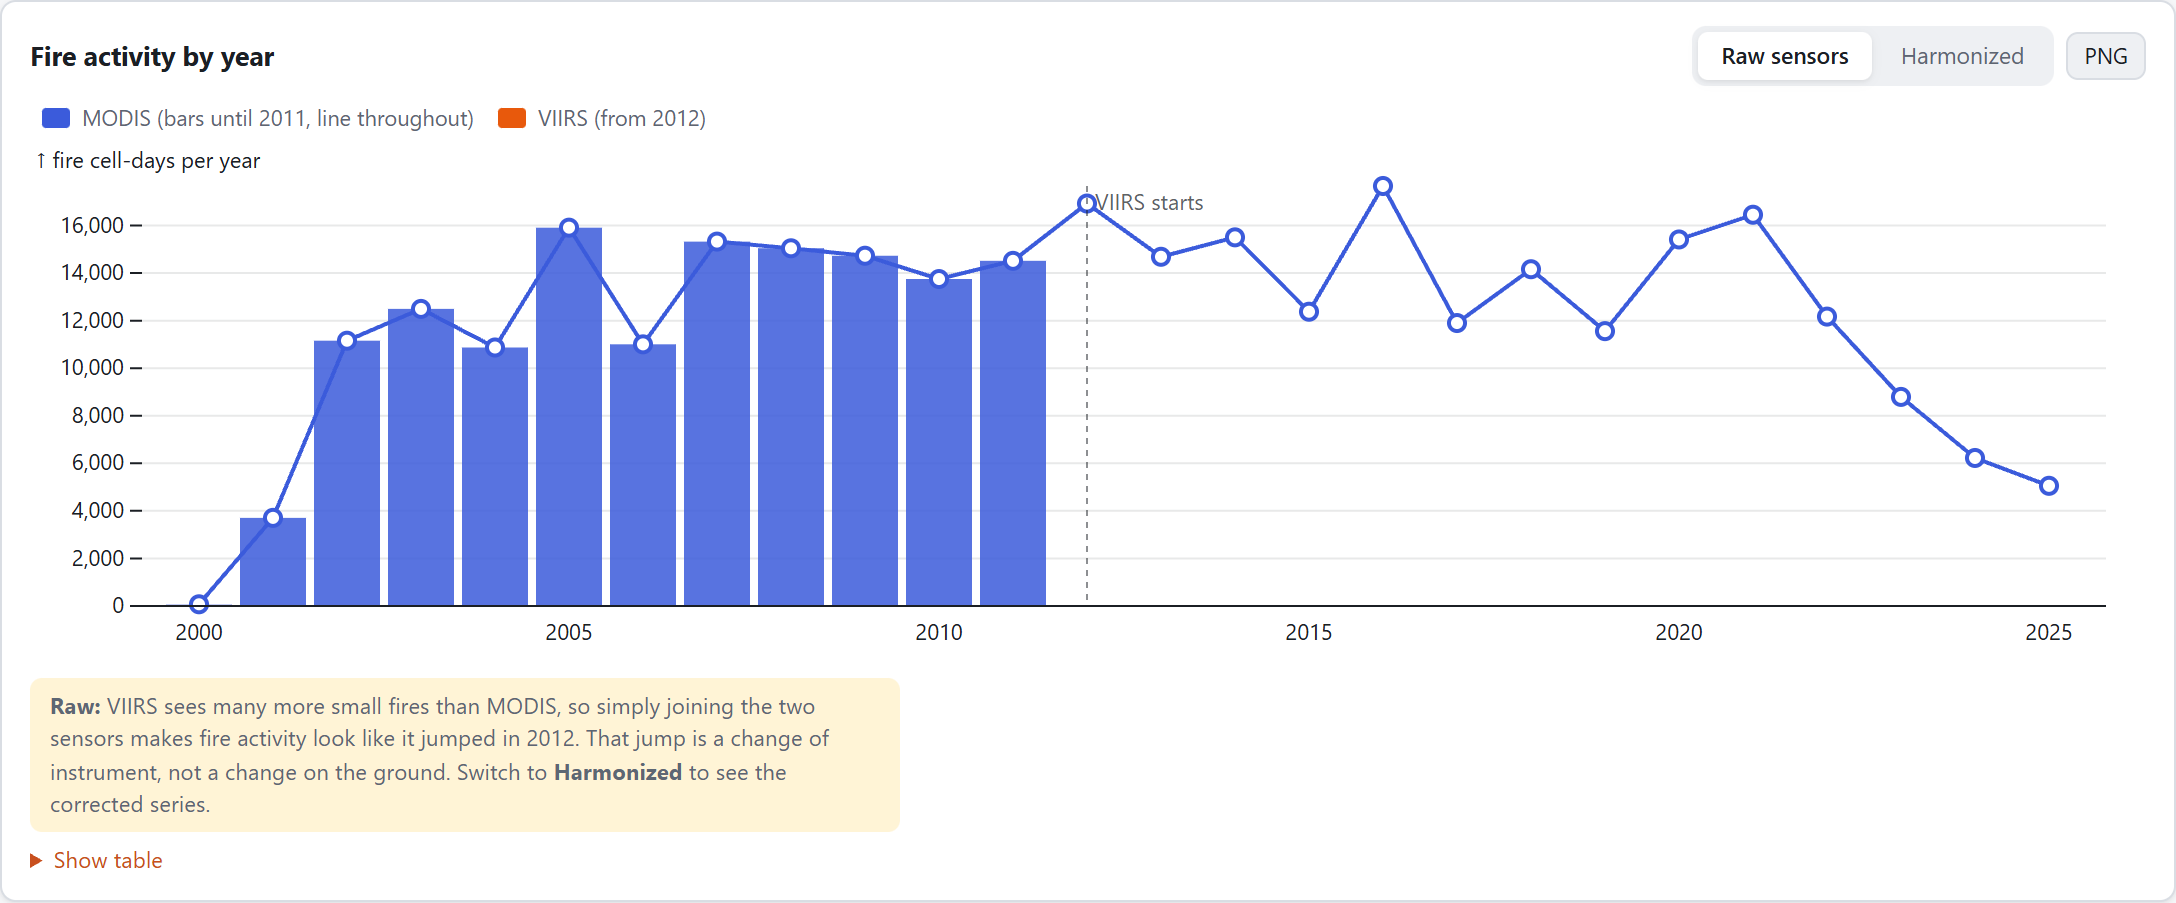 Fire activity by year
Raw sensors
Harmonized
PNG
MODIS (bars until 2011, line throughout)
VIIRS (from 2012)
↑ fire cell-days per year
VIIRS starts
16,000
14,000
12,000
10,000
8,000
6,000
4,000
2,000
0
2000
2005
2010
2015
2020
2025
Raw: VIIRS sees many more small fires than MODIS, so simply joining the two
sensors makes fire activity look like it jumped in 2012. That jump is a change of
instrument, not a change on the ground. Switch to Harmonized to see the
corrected series.
Show table